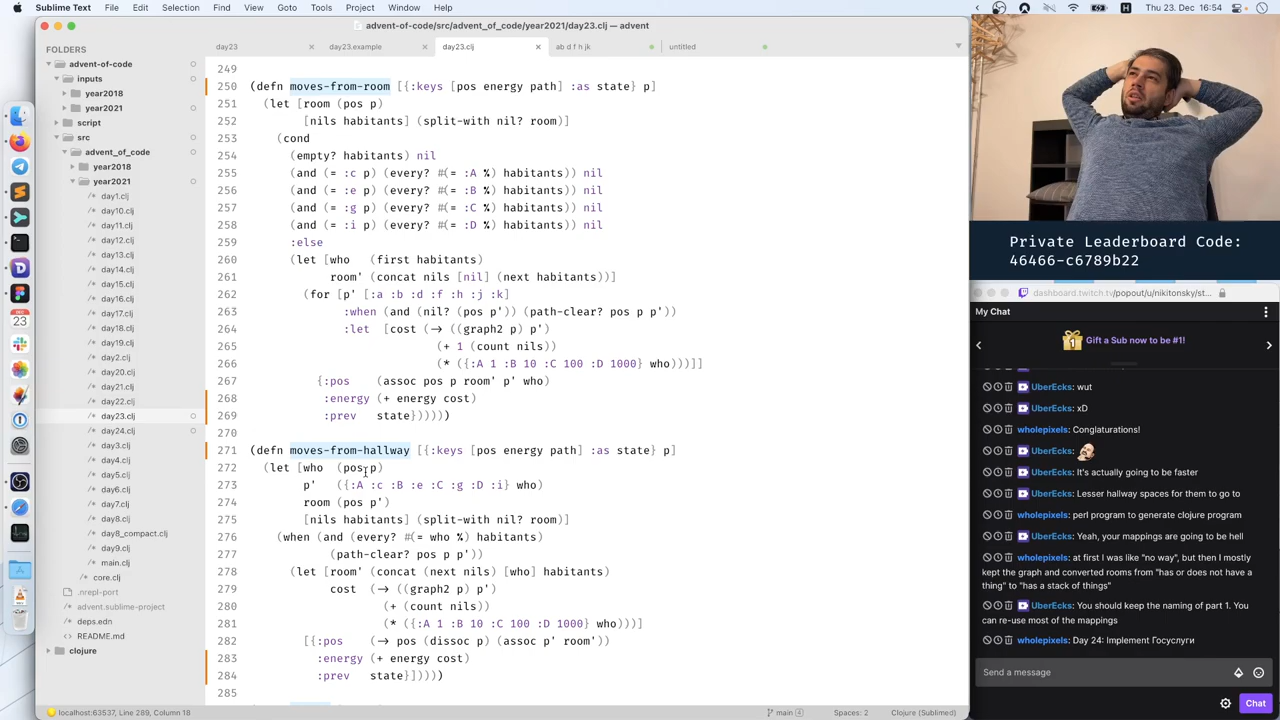 Sublime Text File Edit Selection Find View Goto Tools Project Window Help Thu 23. Dec 16:54
advent-of-code/src/advent_of_code/year2021/day23.clj — advent
FOLDERS
advent-of-code
inputs
year2018
year2021
script
src
advent_of_code
year2018
year2021
day1.clj
day10.clj
day11.clj
day12.clj
day13.clj
day14.clj
day15.clj
day16.clj
day17.clj
day18.clj
day19.clj
day2.clj
day20.clj
day21.clj
day22.clj
day23.clj
day24.clj
day3.clj
day4.clj
day5.clj
day6.clj
day7.clj
day8.clj
day8_compact.clj
day9.clj
main.clj
core.clj
.nrepl-port
advent.sublime-project
deps.edn
README.md
clojure
day23 day23.example day23.clj ab d f h jk untitled
249
250 (defn moves-from-room [{:keys [pos energy path] :as state} p]
251 (let [room (pos p)
252 [nils habitants] (split-with nil? room)]
253 (cond
254 (empty? habitants) nil
255 (and (= :c p) (every? #(= :A %) habitants)) nil
256 (and (= :e p) (every? #(= :B %) habitants)) nil
257 (and (= :g p) (every? #(= :C %) habitants)) nil
258 (and (= :i p) (every? #(= :D %) habitants)) nil
259 :else
260 (let [who (first habitants)
261 room' (concat nils [nil] (next habitants))]
262 (for [p' [:a :b :d :f :h :j :k]
263 :when (and (nil? (pos p')) (path-clear? pos p p'))
264 :let [cost (-> ((graph2 p) p')
265 (+ 1 (count nils))
266 (* ({:A 1 :B 10 :C 100 :D 1000} who)))]]
267 {:pos (assoc pos p room' p' who)
268 :energy (+ energy cost)
269 :prev state})))))
270
271 (defn moves-from-hallway [{:keys [pos energy path] :as state} p]
272 (let [who (pos p)
273 p' ({:A :c :B :e :C :g :D :i} who)
274 room (pos p')
275 [nils habitants] (split-with nil? room)]
276 (when (and (every? #(= who %) habitants)
277 (path-clear? pos p p'))
278 (let [room' (concat (next nils) [who] habitants)
279 cost (-> ((graph2 p) p')
280 (+ (count nils))
281 (* ({:A 1 :B 10 :C 100 :D 1000} who)))]
282 [{:pos (-> pos (dissoc p) (assoc p' room'))
283 :energy (+ energy cost)
284 :prev state}]))))
285
localhost:63537, Line 289, Column 18 main 4 Spaces: 2 Clojure (Sublimed)
Private Leaderboard Code:
46466-c6789b22
dashboard.twitch.tv/popout/u/nikitonsky/st...
My Chat
Gift a Sub now to be #1!
UberEcks: wut
UberEcks: xD
wholepixels: Conglaturations!
UberEcks:
UberEcks: It's actually going to be faster
UberEcks: Lesser hallway spaces for them to go to
wholepixels: perl program to generate clojure program
UberEcks: Yeah, your mappings are going to be hell
wholepixels: at first I was like "no way", but then I mostly
kept the graph and converted rooms from "has or does not have a
thing" to "has a stack of things"
UberEcks: You should keep the naming of part 1. You
can re-use most of the mappings
wholepixels: Day 24: Implement Госуслуги
Send a message
Chat